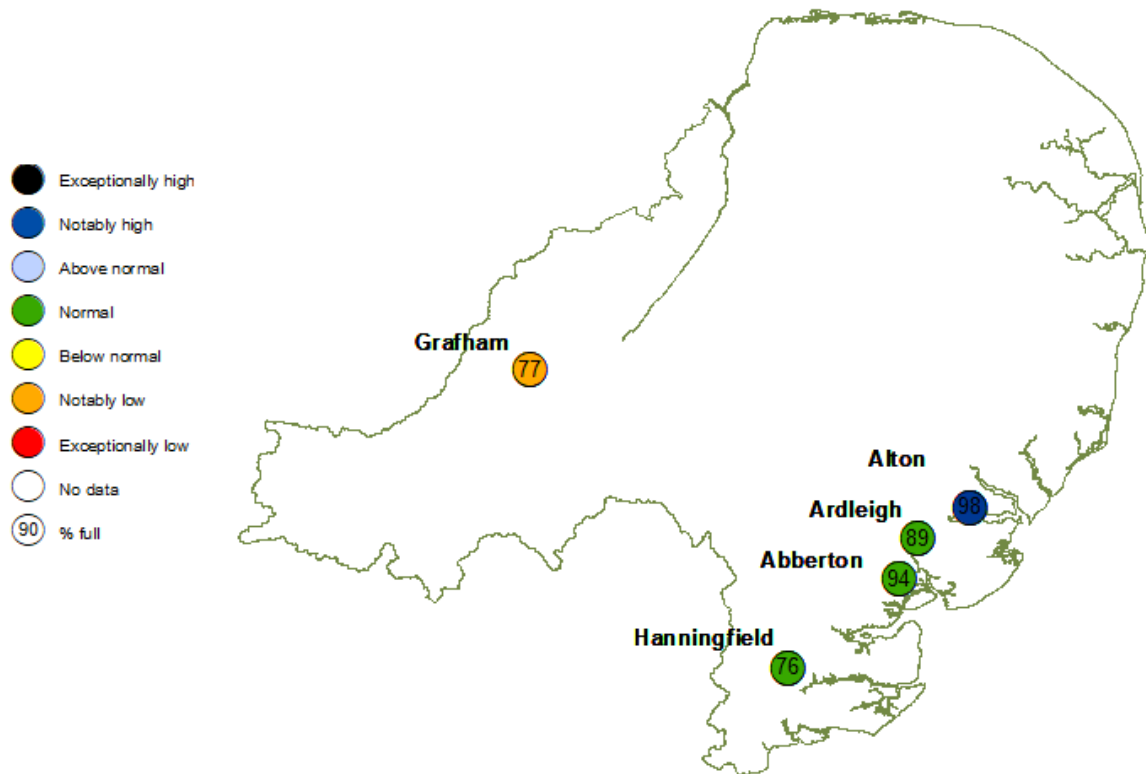 Exceptionally high
Notably high
Above normal
Normal
Below normal
Notably low
Exceptionally low
No data
90 % full
Grafham
77
Alton
98
Ardleigh
89
Abberton
94
Hanningfield
76